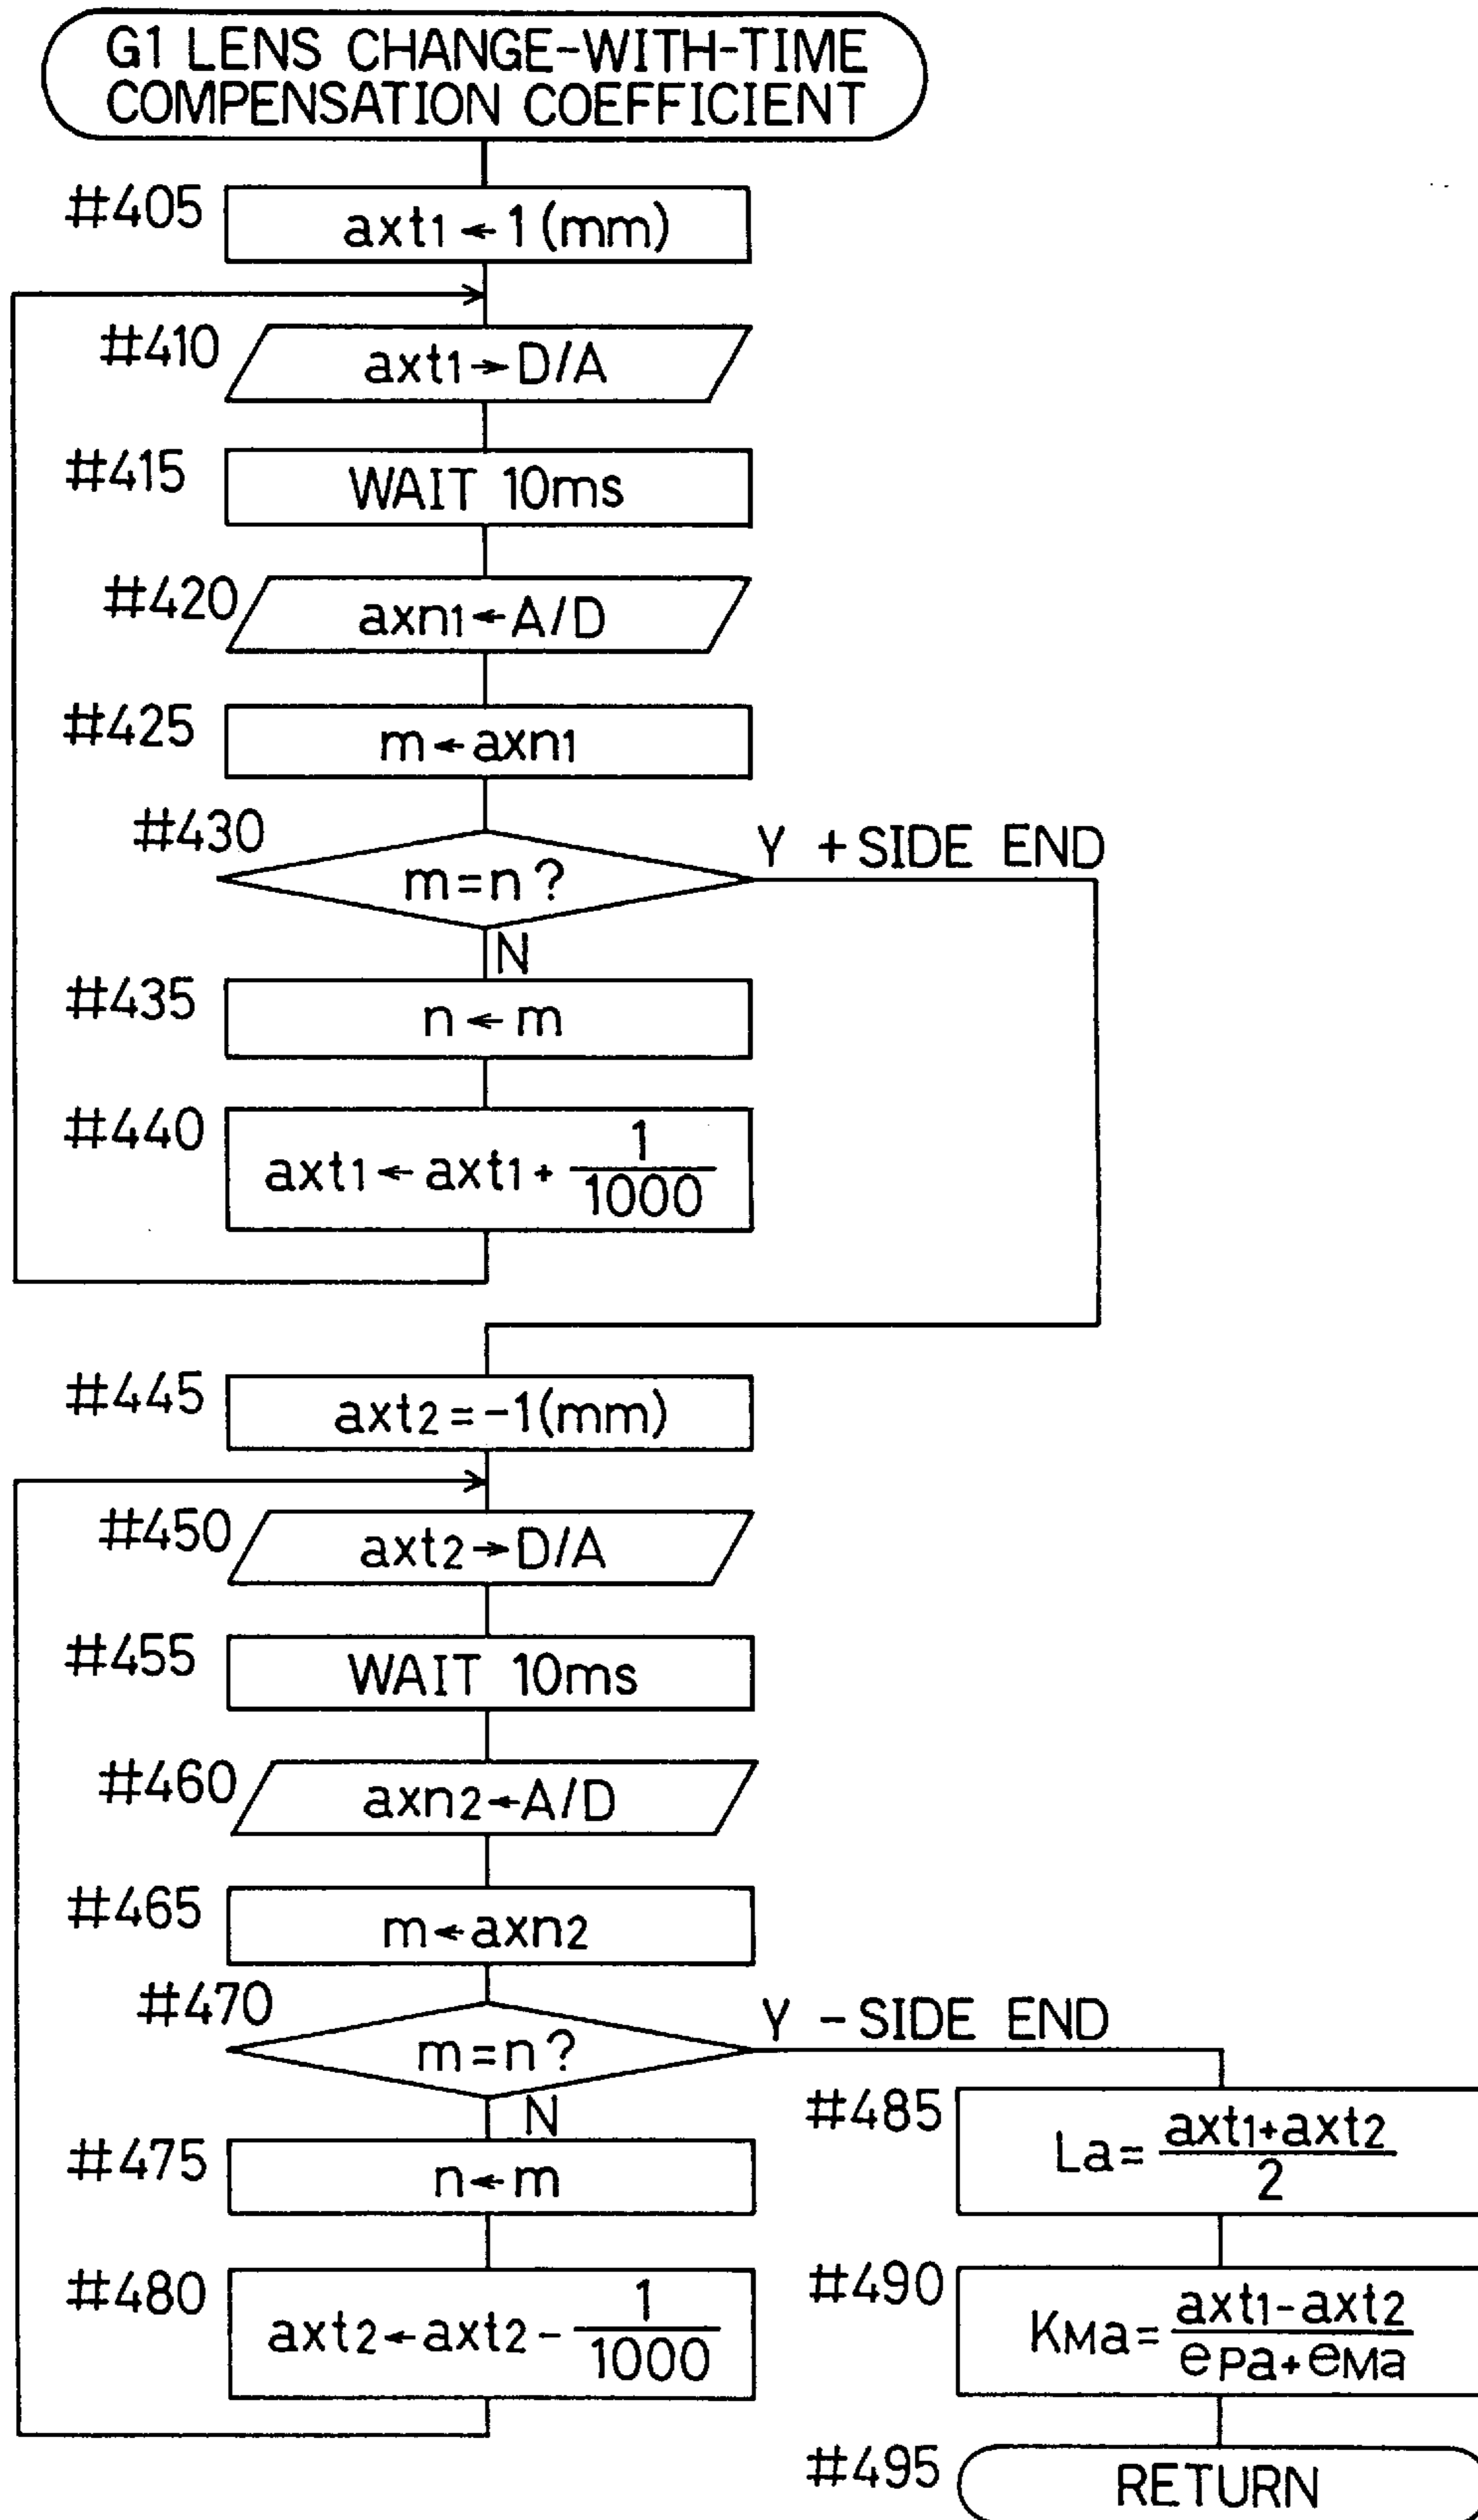 G1 LENS CHANGE-WITH-TIME
COMPENSATION COEFFICIENT
#405
axt1←1(mm)
#410
axt1→D/A
#415
WAIT 10ms
#420
axn1←A/D
#425
m←axn1
#430
m=n?
Y +SIDE END
N
#435
n←m
#440
axt1←axt1+ 1/1000
#445
axt2=-1(mm)
#450
axt2→D/A
#455
WAIT 10ms
#460
axn2←A/D
#465
m←axn2
#470
m=n?
Y -SIDE END
N
#475
n←m
#480
axt2←axt2- 1/1000
#485
La= axt1+axt2/2
#490
KMa= axt1-axt2/ePa+eMa
#495
RETURN